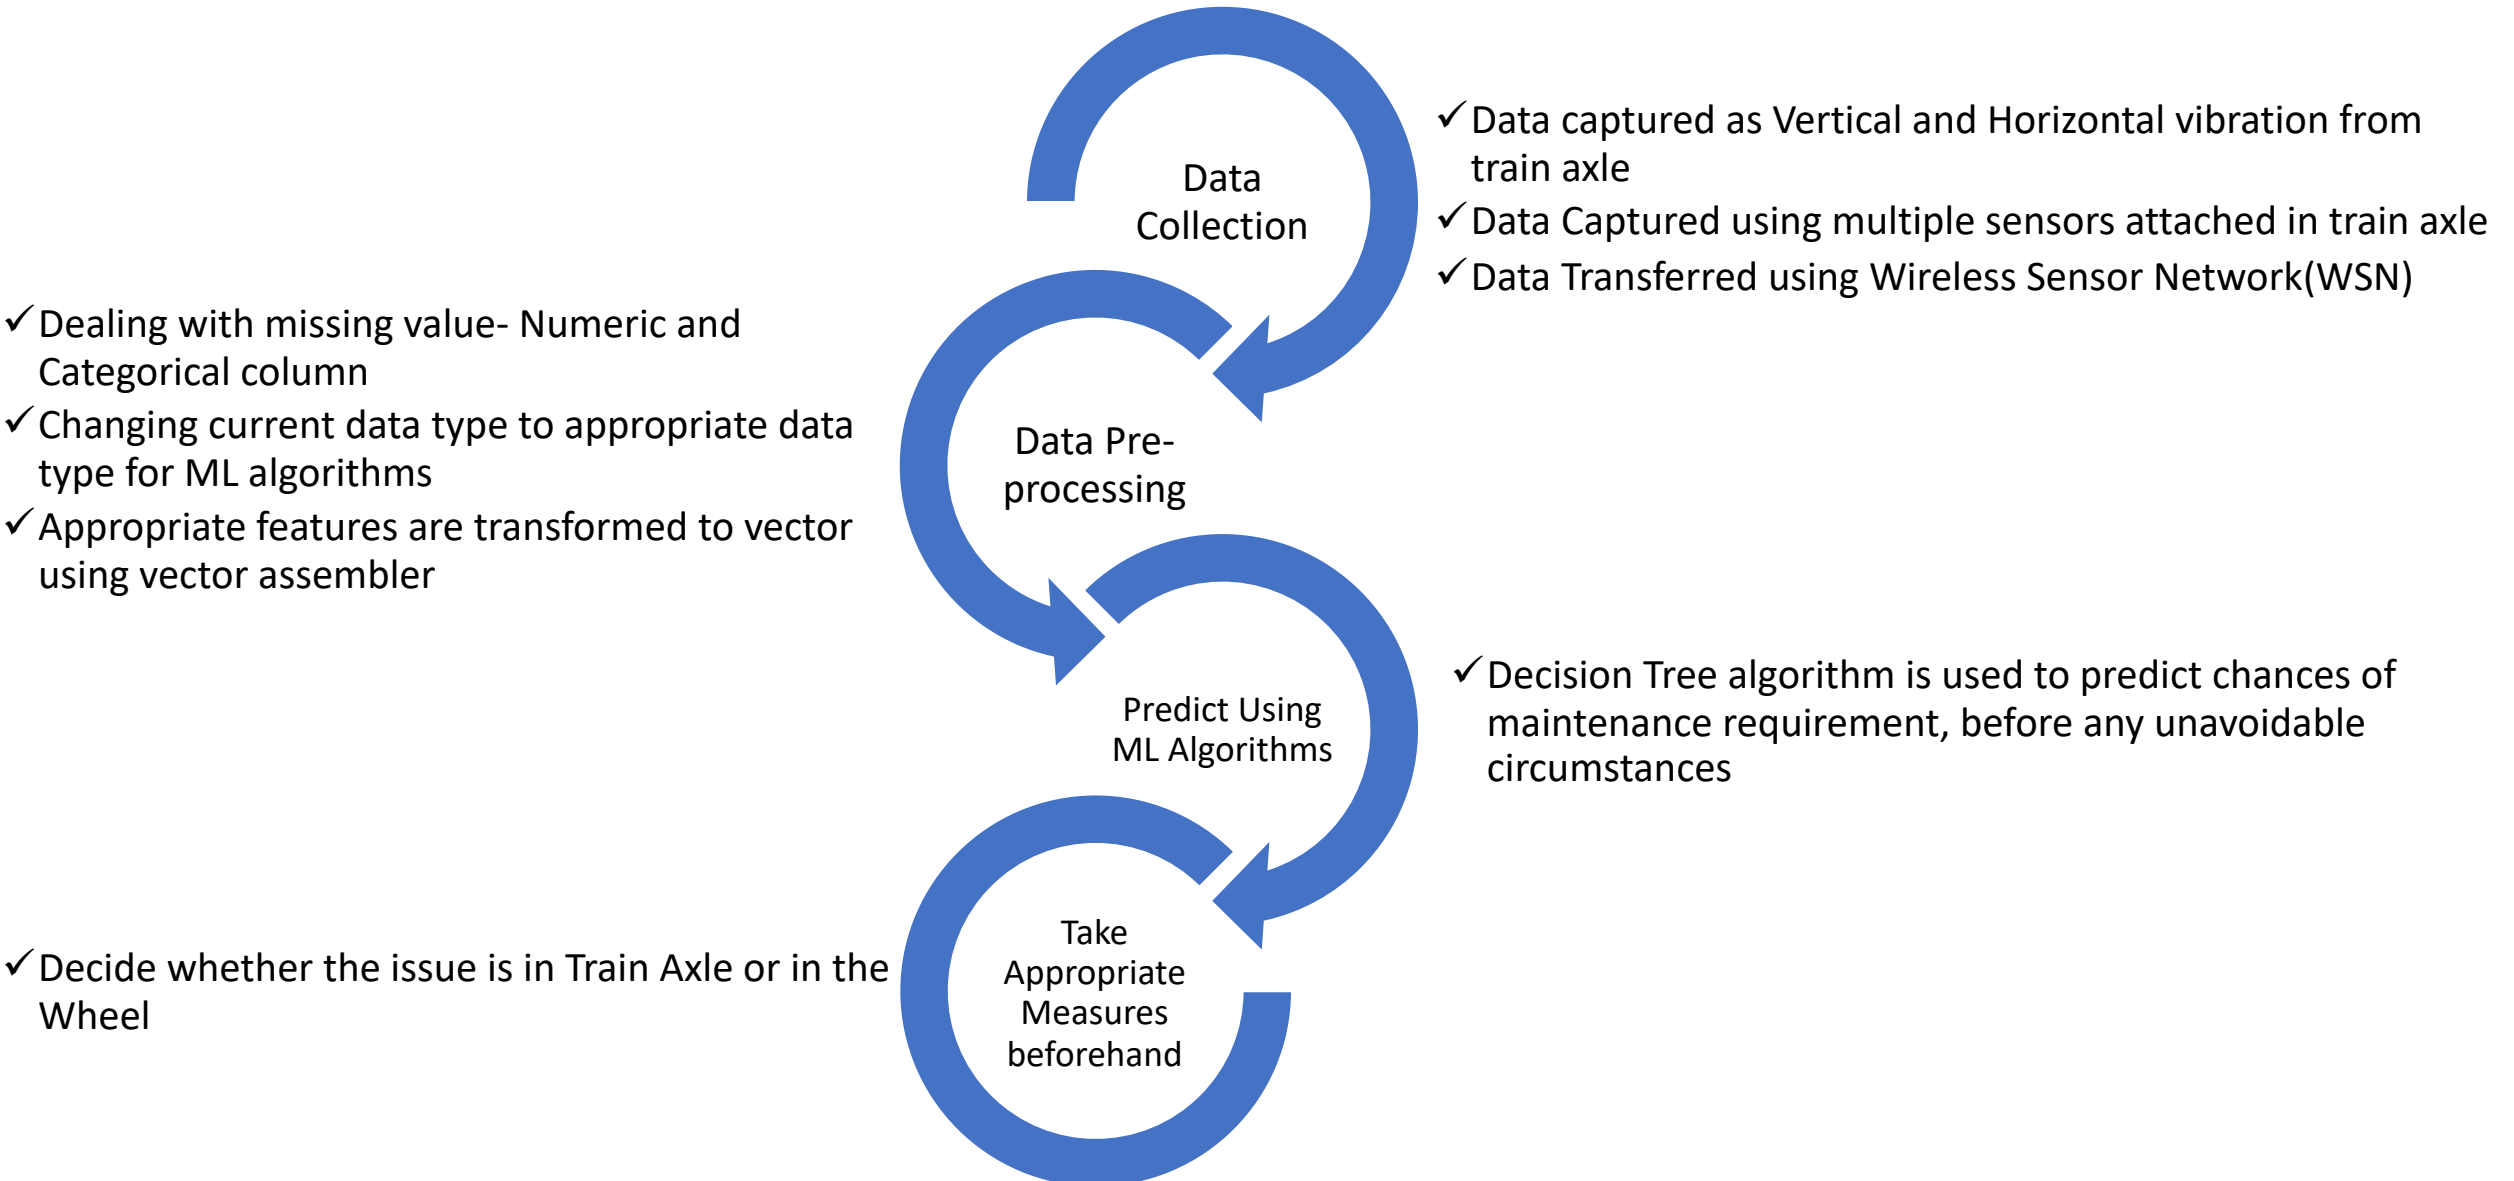 Data
Collection
✓Data captured as Vertical and Horizontal vibration from
train axle
✓Data Captured using multiple sensors attached in train axle
✓Data Transferred using Wireless Sensor Network(WSN)
✓Dealing with missing value- Numeric and
Categorical column
✓Changing current data type to appropriate data
type for ML algorithms
✓Appropriate features are transformed to vector
using vector assembler
Data Pre-
processing
Predict Using
ML Algorithms
✓Decision Tree algorithm is used to predict chances of
maintenance requirement, before any unavoidable
circumstances
✓Decide whether the issue is in Train Axle or in the
Wheel
Take
Appropriate
Measures
beforehand